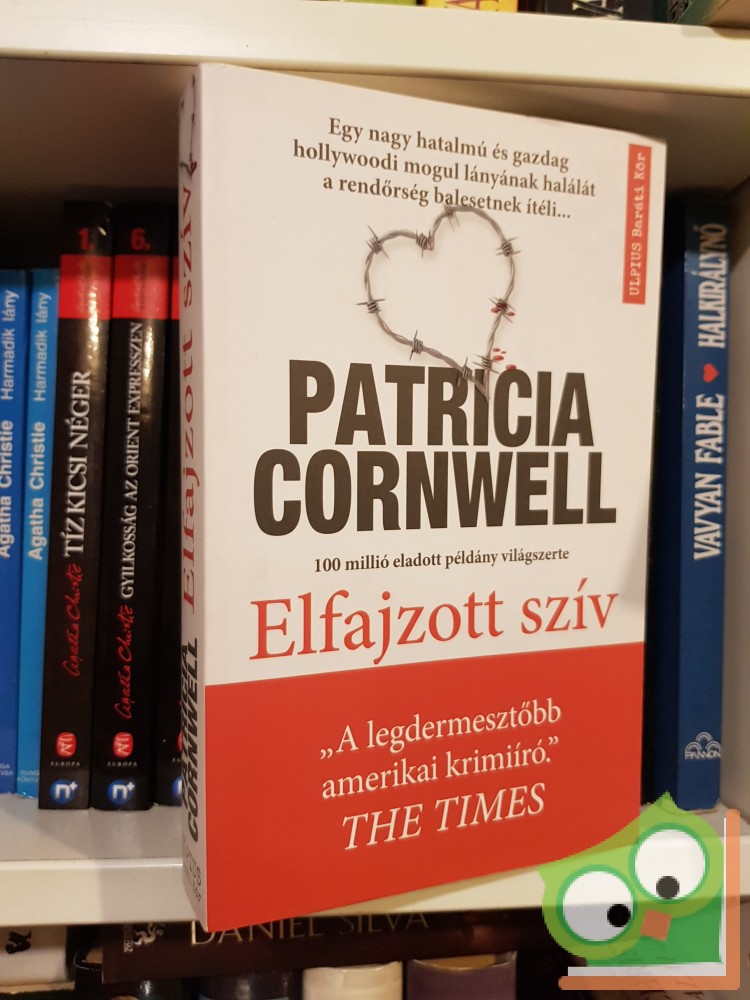 Egy nagy hatalmú és gazdag
hollywoodi mogul lányának halálát
a rendőrség balesetnek ítéli...
ULPIUS Baráti Kör
PATRICIA
CORNWELL
100 millió eladott példány világszerte
Elfajzott szív
„A legdermesztőbb
amerikai krimiíró.”
THE TIMES
Elfajzott szív
CORNWELL
Agatha Christie Harmadik lány
Agatha Christie Harmadik lány
1.
Agatha Christie TÍZ KICSI NÉGER
EURÓPA
n+
6.
Agatha Christie GYILKOSSÁG AZ ORIENT EXPRESSZEN
EURÓPA
n+
VAVYAN FABLE HALKIRÁLYNŐ
PANNON
DANIEL SILVA